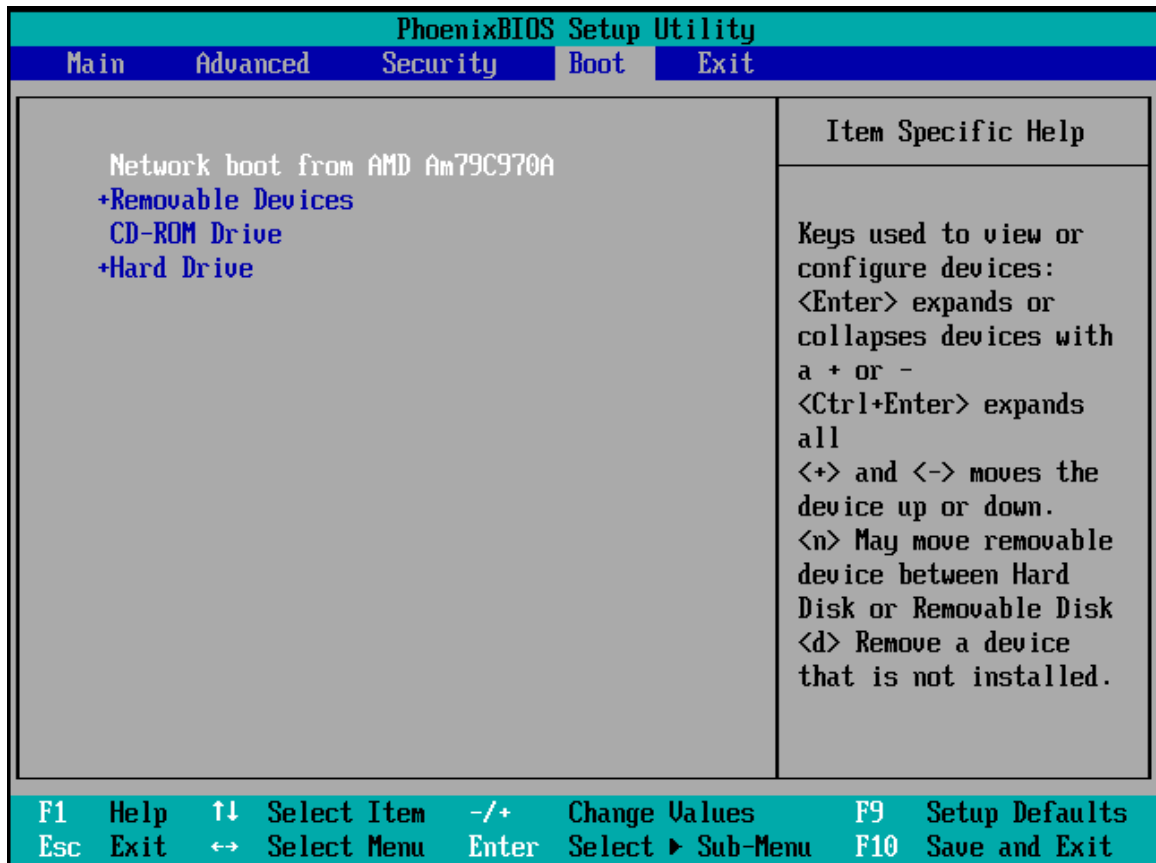 PhoenixBIOS Setup Utility
Main Advanced Security Boot Exit
Network boot from AMD Am79C970A
+Removable Devices
CD-ROM Drive
+Hard Drive
Item Specific Help
Keys used to view or
configure devices:
<Enter> expands or
collapses devices with
a + or -
<Ctrl+Enter> expands
all
<+> and <-> moves the
device up or down.
<n> May move removable
device between Hard
Disk or Removable Disk
<d> Remove a device
that is not installed.
F1 Help ↑↓ Select Item -/+ Change Values F9 Setup Defaults
Esc Exit ↔ Select Menu Enter Select ▶ Sub-Menu F10 Save and Exit